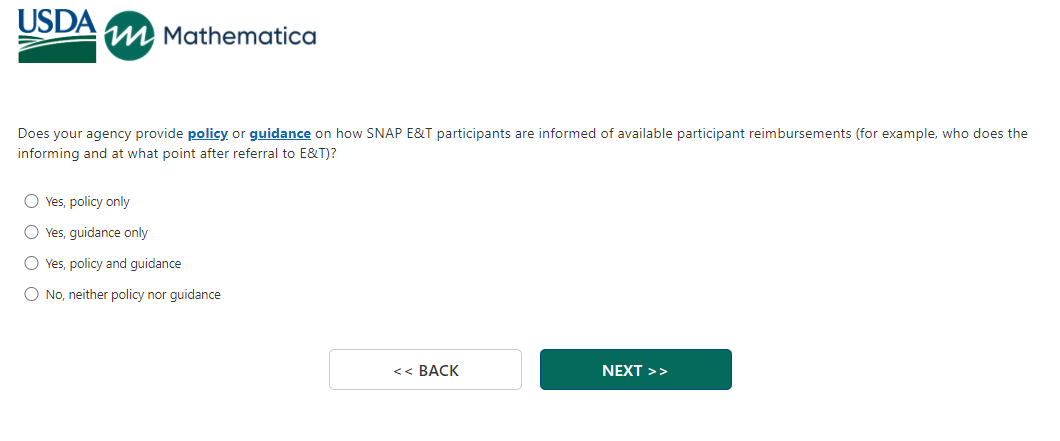 USDA
m Mathematica
Does your agency provide policy or guidance on how SNAP E&T participants are informed of available participant reimbursements (for example, who does the
informing and at what point after referral to E&T)?
Yes, policy only
Yes, guidance only
Yes, policy and guidance
No, neither policy nor guidance
<< BACK
NEXT >>